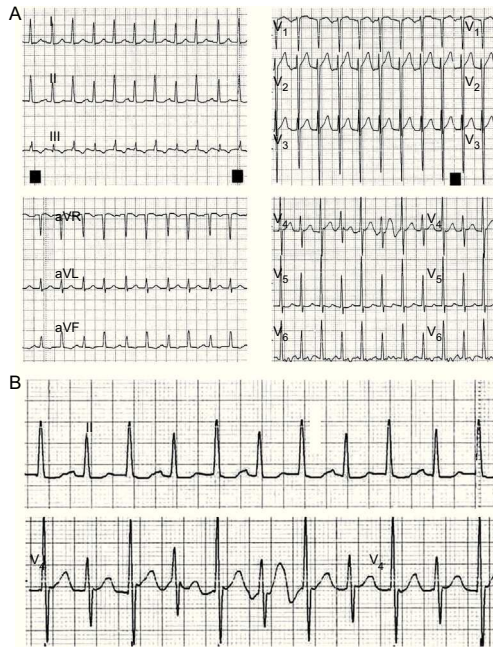 A
I
II
III
aVR
aVL
aVF
V1 V1
V2 V2
V3 V3
V4 V4
V5 V5
V6 V6
B
II
V4 V4